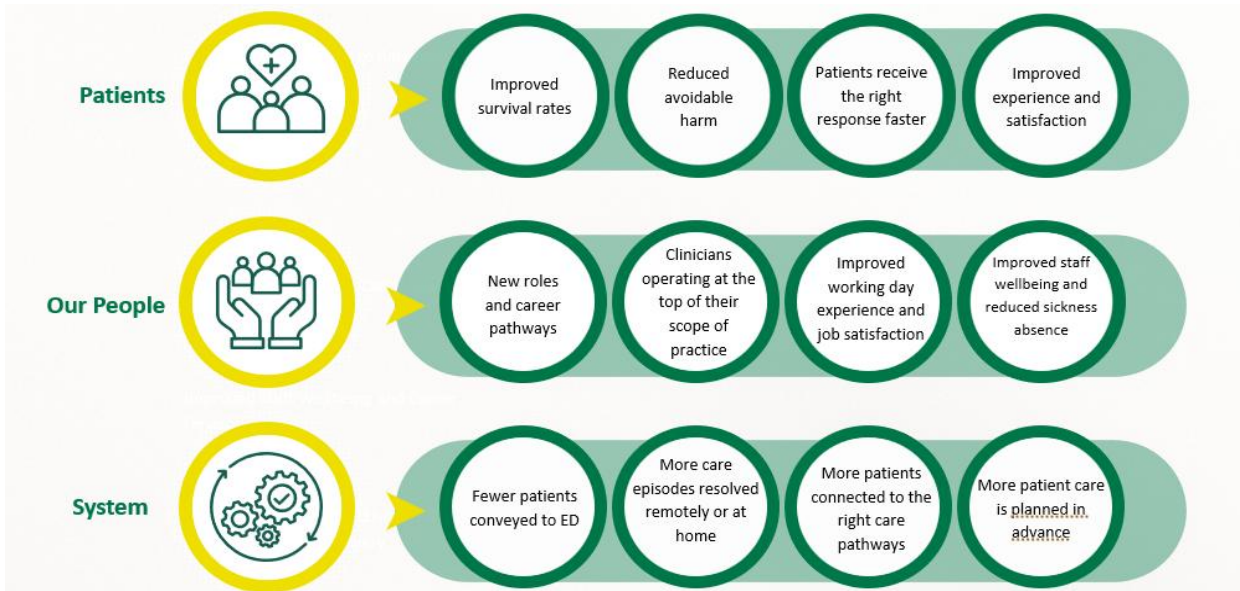 Patients
Improved
survival rates
Reduced
avoidable
harm
Patients receive
the right
response faster
Improved
experience and
satisfaction
Our People
New roles
and career
pathways
Clinicians
operating at the
top of their
scope of
practice
Improved
working day
experience and
job satisfaction
Improved staff
wellbeing and
reduced sickness
absence
System
Fewer patients
conveyed to ED
More care
episodes resolved
remotely or at
home
More patients
connected to the
right care
pathways
More patient care
is planned in
advance